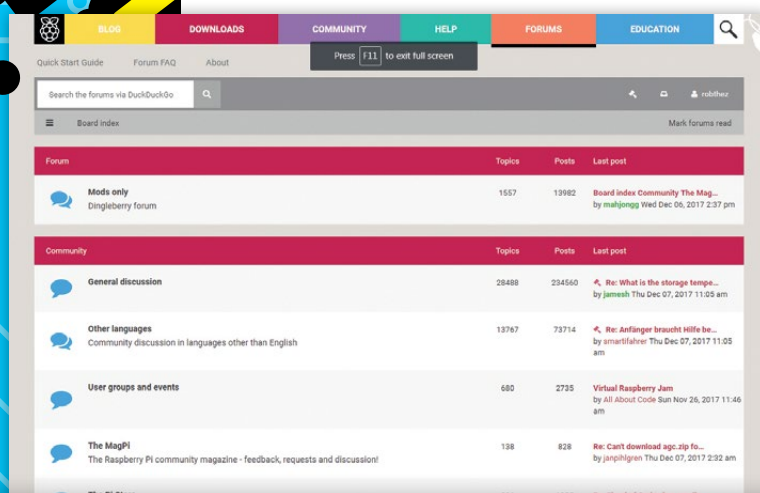 BLOG DOWNLOADS COMMUNITY HELP FORUMS EDUCATION
Press F11 to exit full screen
Quick Start Guide Forum FAQ About
Search the forums via DuckDuckGo robthez
Board index Mark forums read
Forum Topics Posts Last post
Mods only 1557 13982 Board index Community The Mag...
Dingleberry forum by mahjongg Wed Dec 06, 2017 2:37 pm
Community Topics Posts Last post
General discussion 28488 234560 Re: What is the storage tempe...
by jamesh Thu Dec 07, 2017 11:05 am
Other languages 13767 73714 Re: Anfänger braucht Hilfe be...
Community discussion in languages other than English by smartifahrer Thu Dec 07, 2017 11:05
am
User groups and events 680 2735 Virtual Raspberry Jam
by All About Code Sun Nov 26, 2017 11:46
am
The MagPi 138 828 Re: Can't download agc.zip fo...
The Raspberry Pi community magazine - feedback, requests and discussion! by janpihlgren Thu Dec 07, 2017 2:32 am